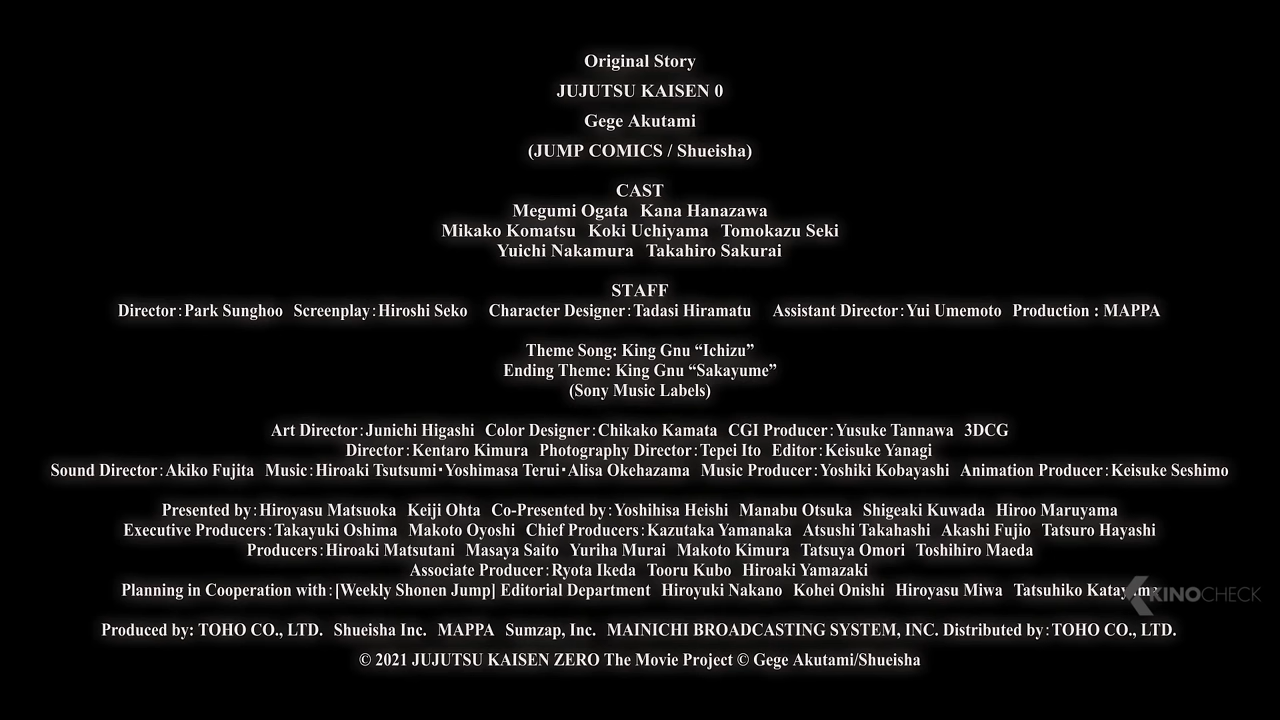 Original Story
JUJUTSU KAISEN 0
Gege Akutami
(JUMP COMICS / Shueisha)
CAST
Megumi Ogata Kana Hanazawa
Mikako Komatsu Koki Uchiyama Tomokazu Seki
Yuichi Nakamura Takahiro Sakurai
STAFF
Director:Park Sunghoo Screenplay:Hiroshi Seko Character Designer:Tadasi Hiramatu Assistant Director:Yui Umemoto Production : MAPPA
Theme Song: King Gnu “Ichizu”
Ending Theme: King Gnu “Sakayume”
(Sony Music Labels)
Art Director:Junichi Higashi Color Designer:Chikako Kamata CGI Producer:Yusuke Tannawa 3DCG
Director:Kentaro Kimura Photography Director:Tepei Ito Editor:Keisuke Yanagi
Sound Director:Akiko Fujita Music:Hiroaki Tsutsumi・Yoshimasa Terui・Alisa Okehazama Music Producer:Yoshiki Kobayashi Animation Producer:Keisuke Seshimo
Presented by:Hiroyasu Matsuoka Keiji Ohta Co-Presented by:Yoshihisa Heishi Manabu Otsuka Shigeaki Kuwada Hiroo Maruyama
Executive Producers:Takayuki Oshima Makoto Oyoshi Chief Producers:Kazutaka Yamanaka Atsushi Takahashi Akashi Fujio Tatsuro Hayashi
Producers:Hiroaki Matsutani Masaya Saito Yuriha Murai Makoto Kimura Tatsuya Omori Toshihiro Maeda
Associate Producer:Ryota Ikeda Tooru Kubo Hiroaki Yamazaki
Planning in Cooperation with:[Weekly Shonen Jump] Editorial Department Hiroyuki Nakano Kohei Onishi Hiroyasu Miwa Tatsuhiko
KINOCHECK
Produced by: TOHO CO., LTD. Shueisha Inc. MAPPA Sumzap, Inc. MAINICHI BROADCASTING SYSTEM, INC. Distributed by:TOHO CO., LTD.
© 2021 JUJUTSU KAISEN ZERO The Movie Project © Gege Akutami/Shueisha